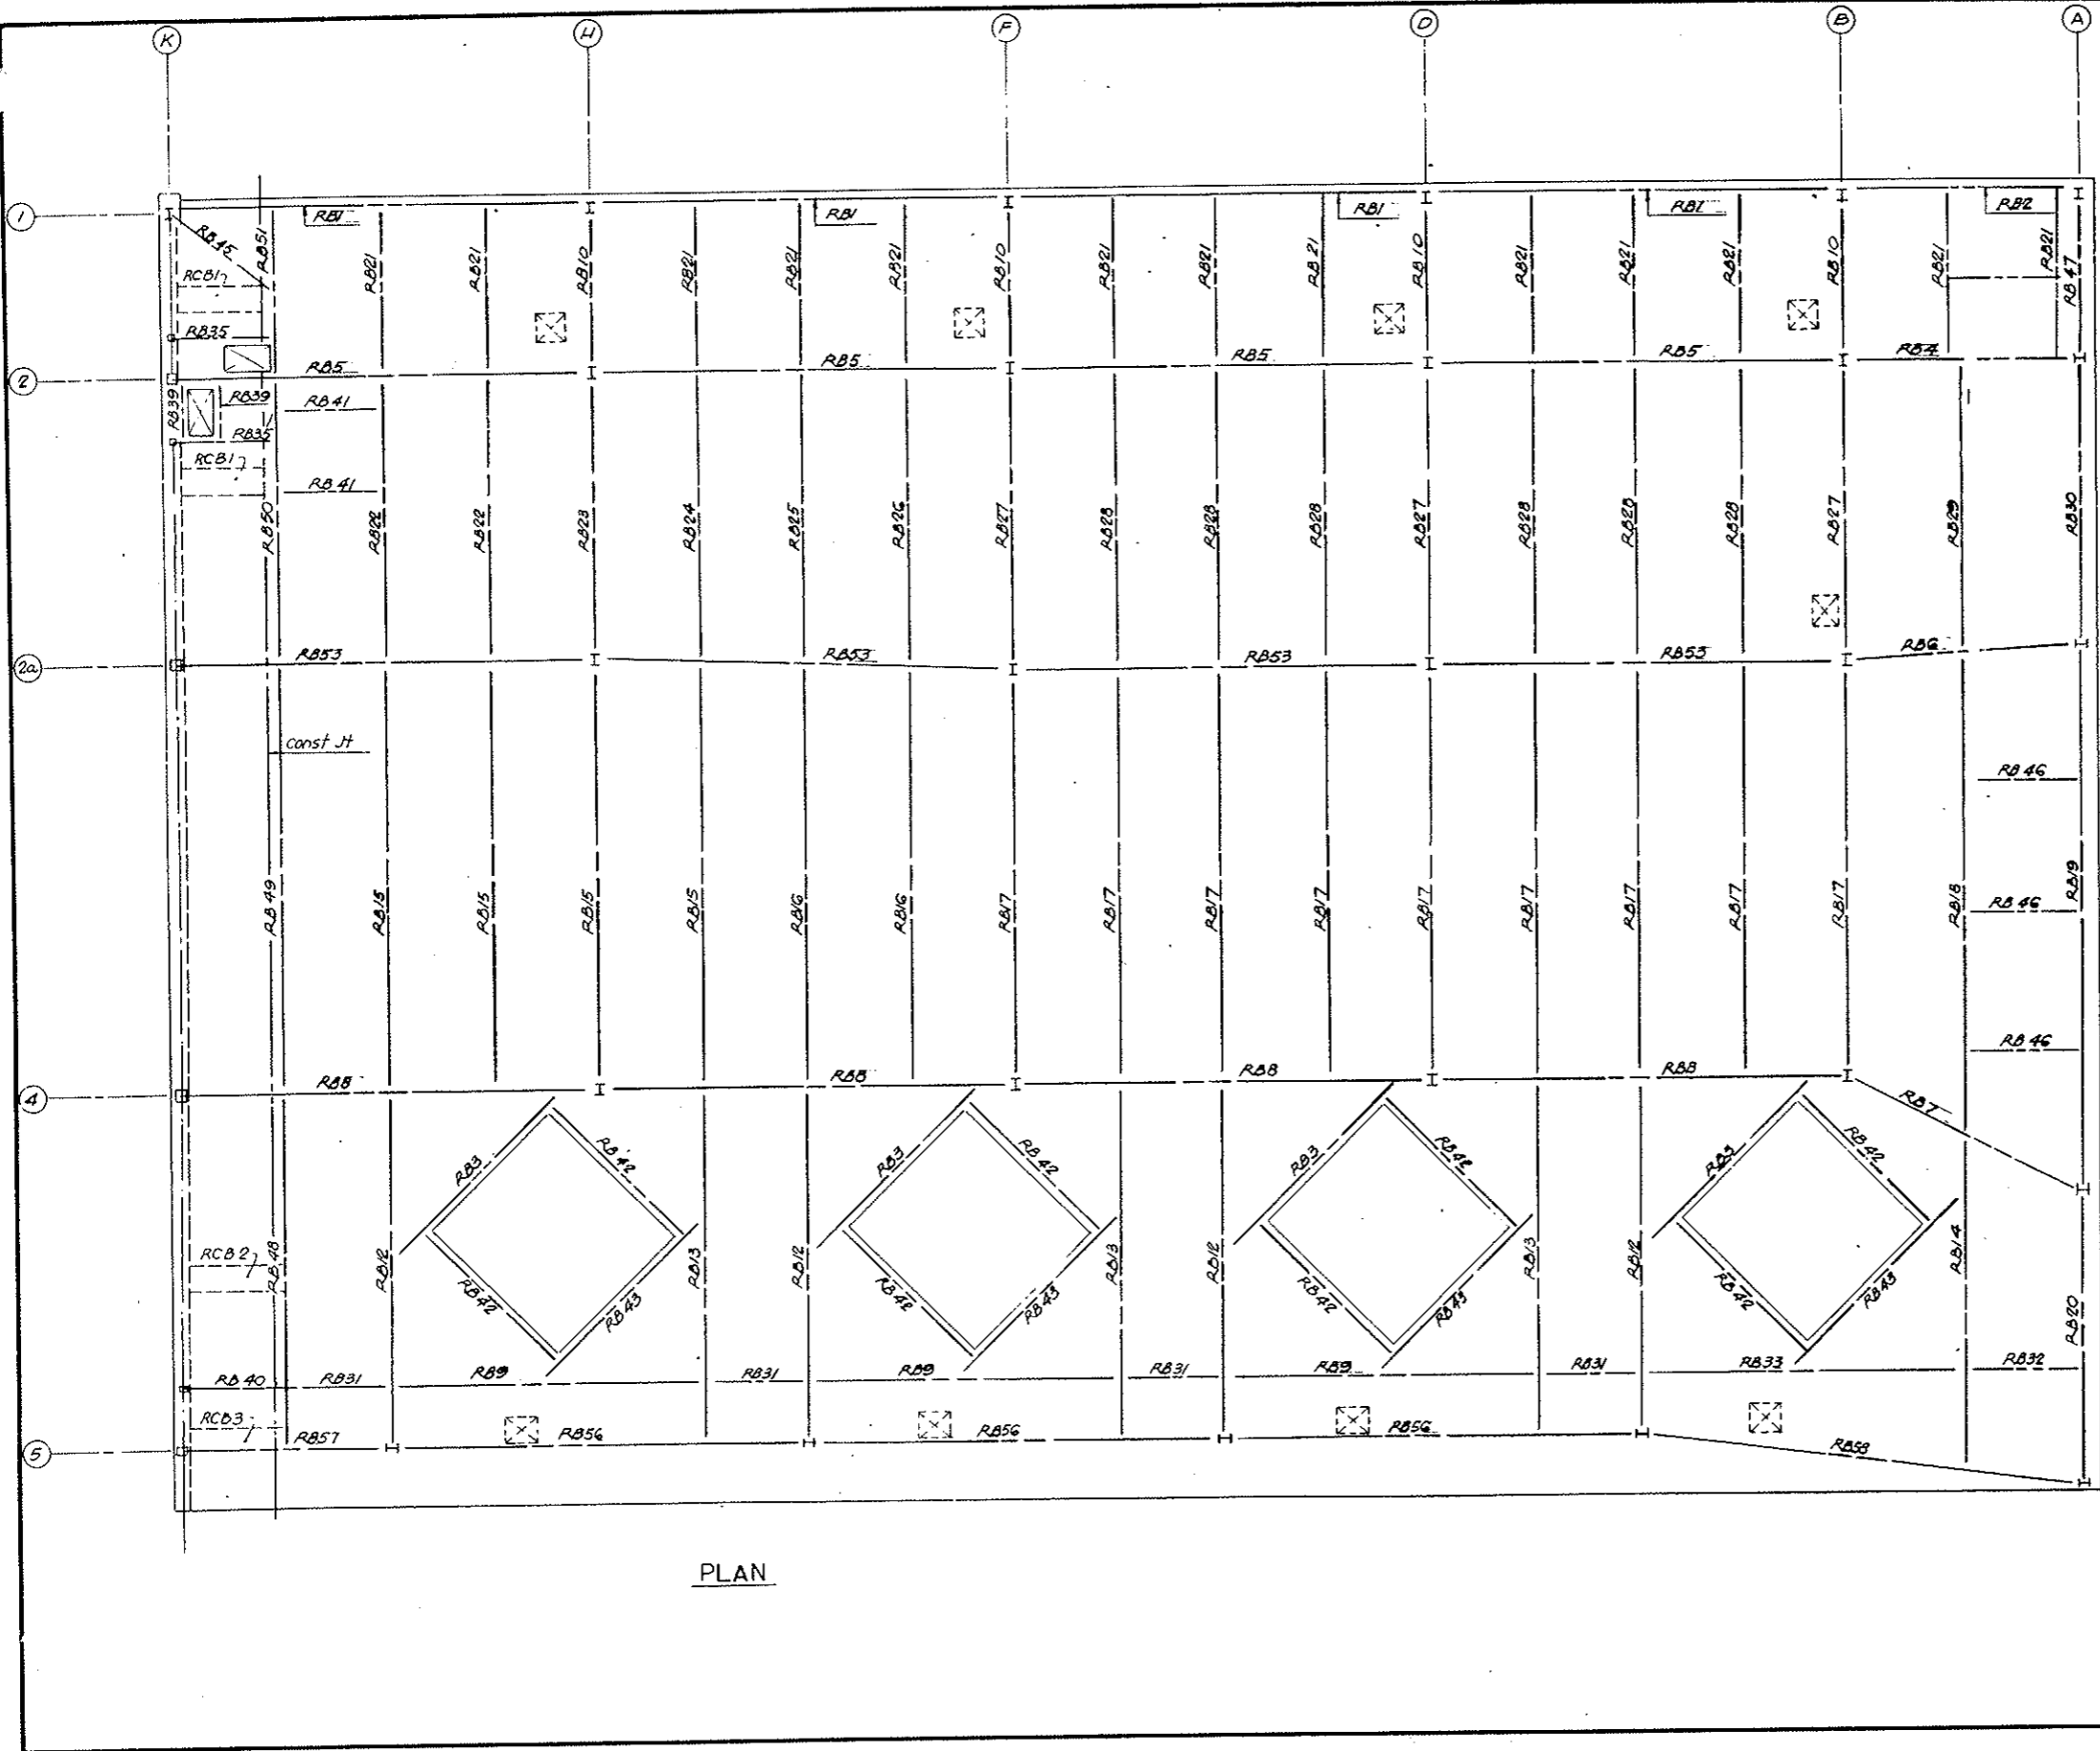 K H F D B A
1
RB1 RB1 RB1 RB1 RB2
RB45 RB51 RB21 RB21 RB10 RB21 RB21 RB21 RB10 RB21 RB21 RB21 RB10 RB21 RB21 RB21 RB10 RB21 RB21 RB47
RCB1
RB35
2
RB5 RB5 RB5 RB5 RB4
RB39 RB39 RB41
RB35
RCB1
RB41
RB50 RB22 RB22 RB23 RB24 RB25 RB26 RB27 RB28 RB28 RB28 RB27 RB28 RB28 RB28 RB27 RB29 RB30
2a
RB53 RB53 RB53 RB53 RB6
Const Jt
RB46
RB49 RB15 RB15 RB15 RB15 RB16 RB16 RB17 RB17 RB17 RB17 RB17 RB17 RB17 RB17 RB17 RB18 RB19
RB46
RB46
4
RB8 RB8 RB8 RB8
RB7
RB3 RB42 RB3 RB42 RB3 RB42 RB3 RB42
RCB2
RB48 RB12 RB13 RB12 RB13 RB12 RB13 RB12 RB14
RB42 RB43 RB42 RB43 RB42 RB43 RB42 RB43
RB20
RB40 RB31 RB9 RB31 RB9 RB31 RB9 RB31 RB33 RB32
RCB3
5
RB57 RB56 RB56 RB56 RB58
PLAN